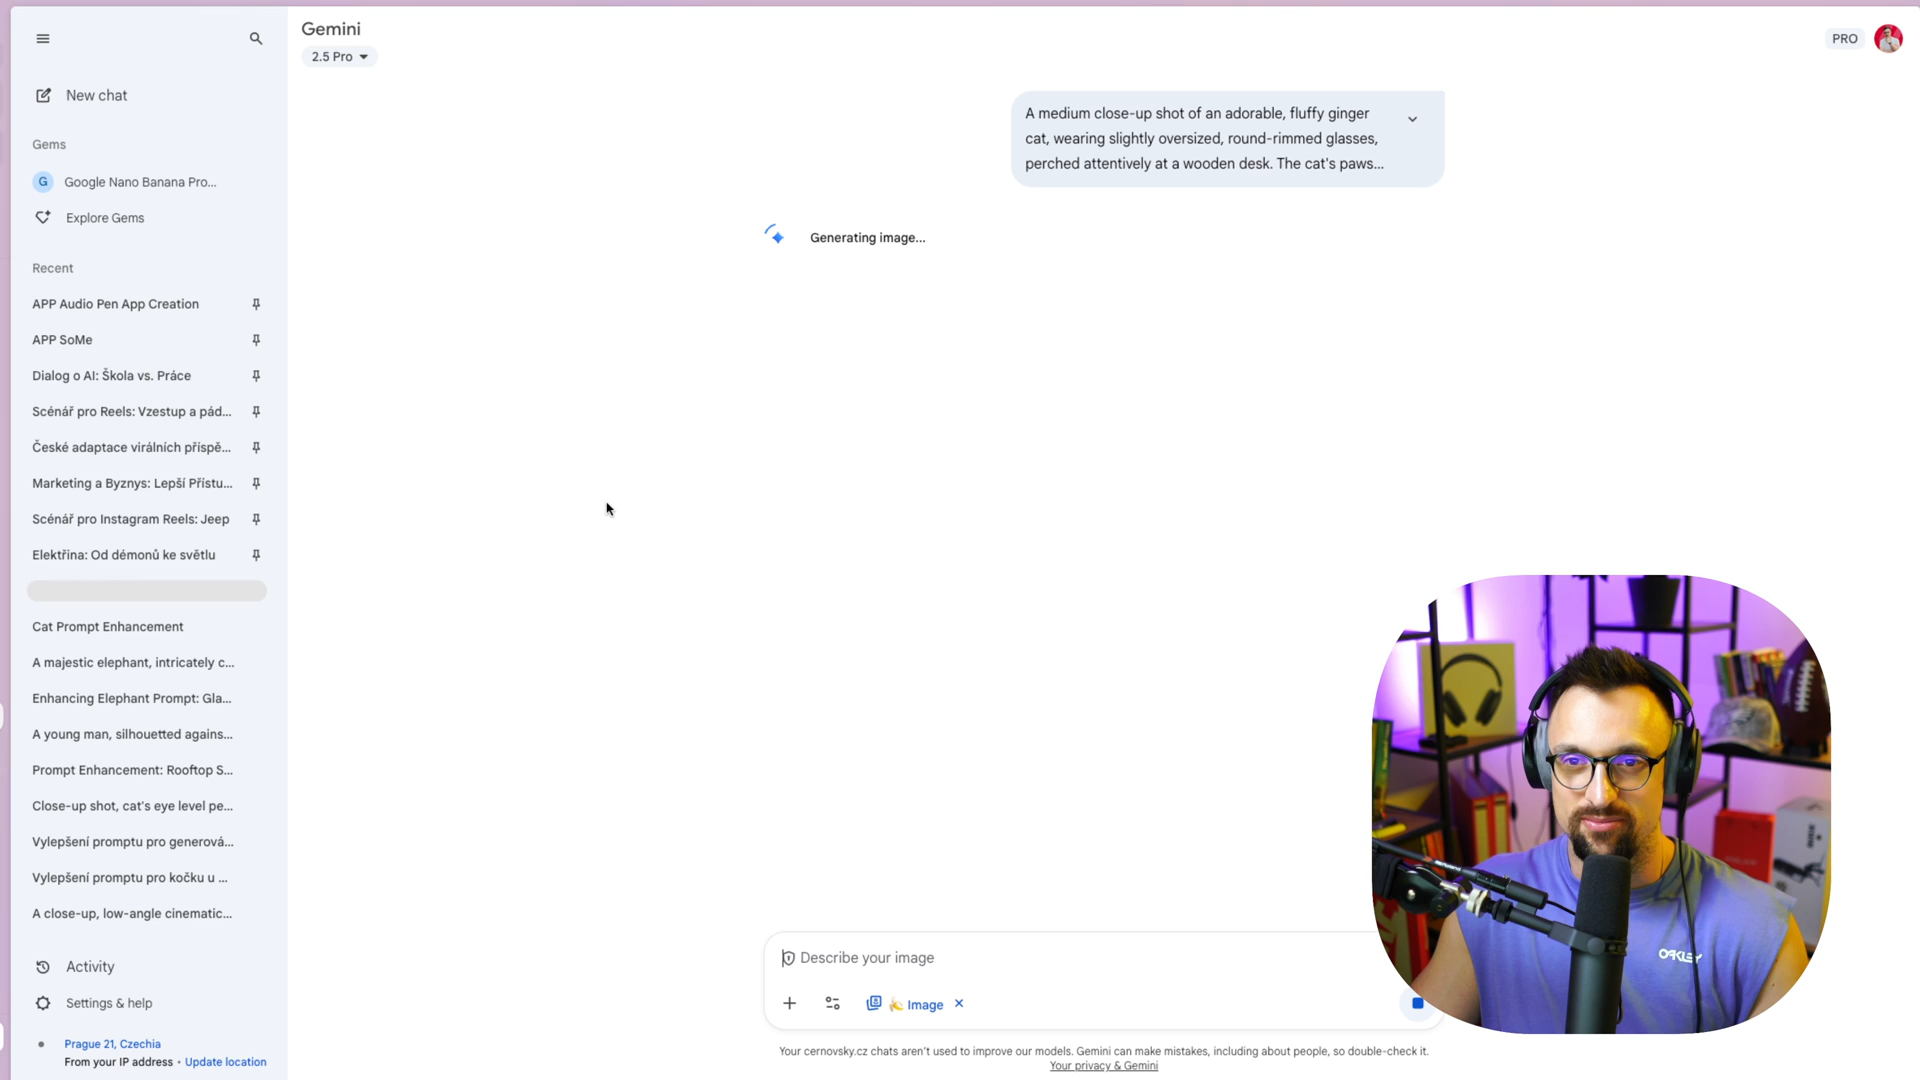 Gemini
2.5 Pro
PRO
New chat
Gems
G
Google Nano Banana Pro...
Explore Gems
Recent
APP Audio Pen App Creation
APP SoMe
Dialog o AI: Škola vs. Práce
Scénář pro Reels: Vzestup a pád...
České adaptace virálních příspě...
Marketing a Byznys: Lepší Přístu...
Scénář pro Instagram Reels: Jeep
Elektřina: Od démonů ke světlu
Cat Prompt Enhancement
A majestic elephant, intricately c...
Enhancing Elephant Prompt: Gla...
A young man, silhouetted agains...
Prompt Enhancement: Rooftop S...
Close-up shot, cat's eye level pe...
Vylepšení promptu pro generová...
Vylepšení promptu pro kočku u ...
A close-up, low-angle cinematic...
Activity
Settings & help
Prague 21, Czechia
From your IP address • Update location
A medium close-up shot of an adorable, fluffy ginger
cat, wearing slightly oversized, round-rimmed glasses,
perched attentively at a wooden desk. The cat's paws...
Generating image...
Describe your image
Image
Your cernovsky.cz chats aren't used to improve our models. Gemini can make mistakes, including about people, so double-check it.
Your privacy & Gemini
OAKLEY